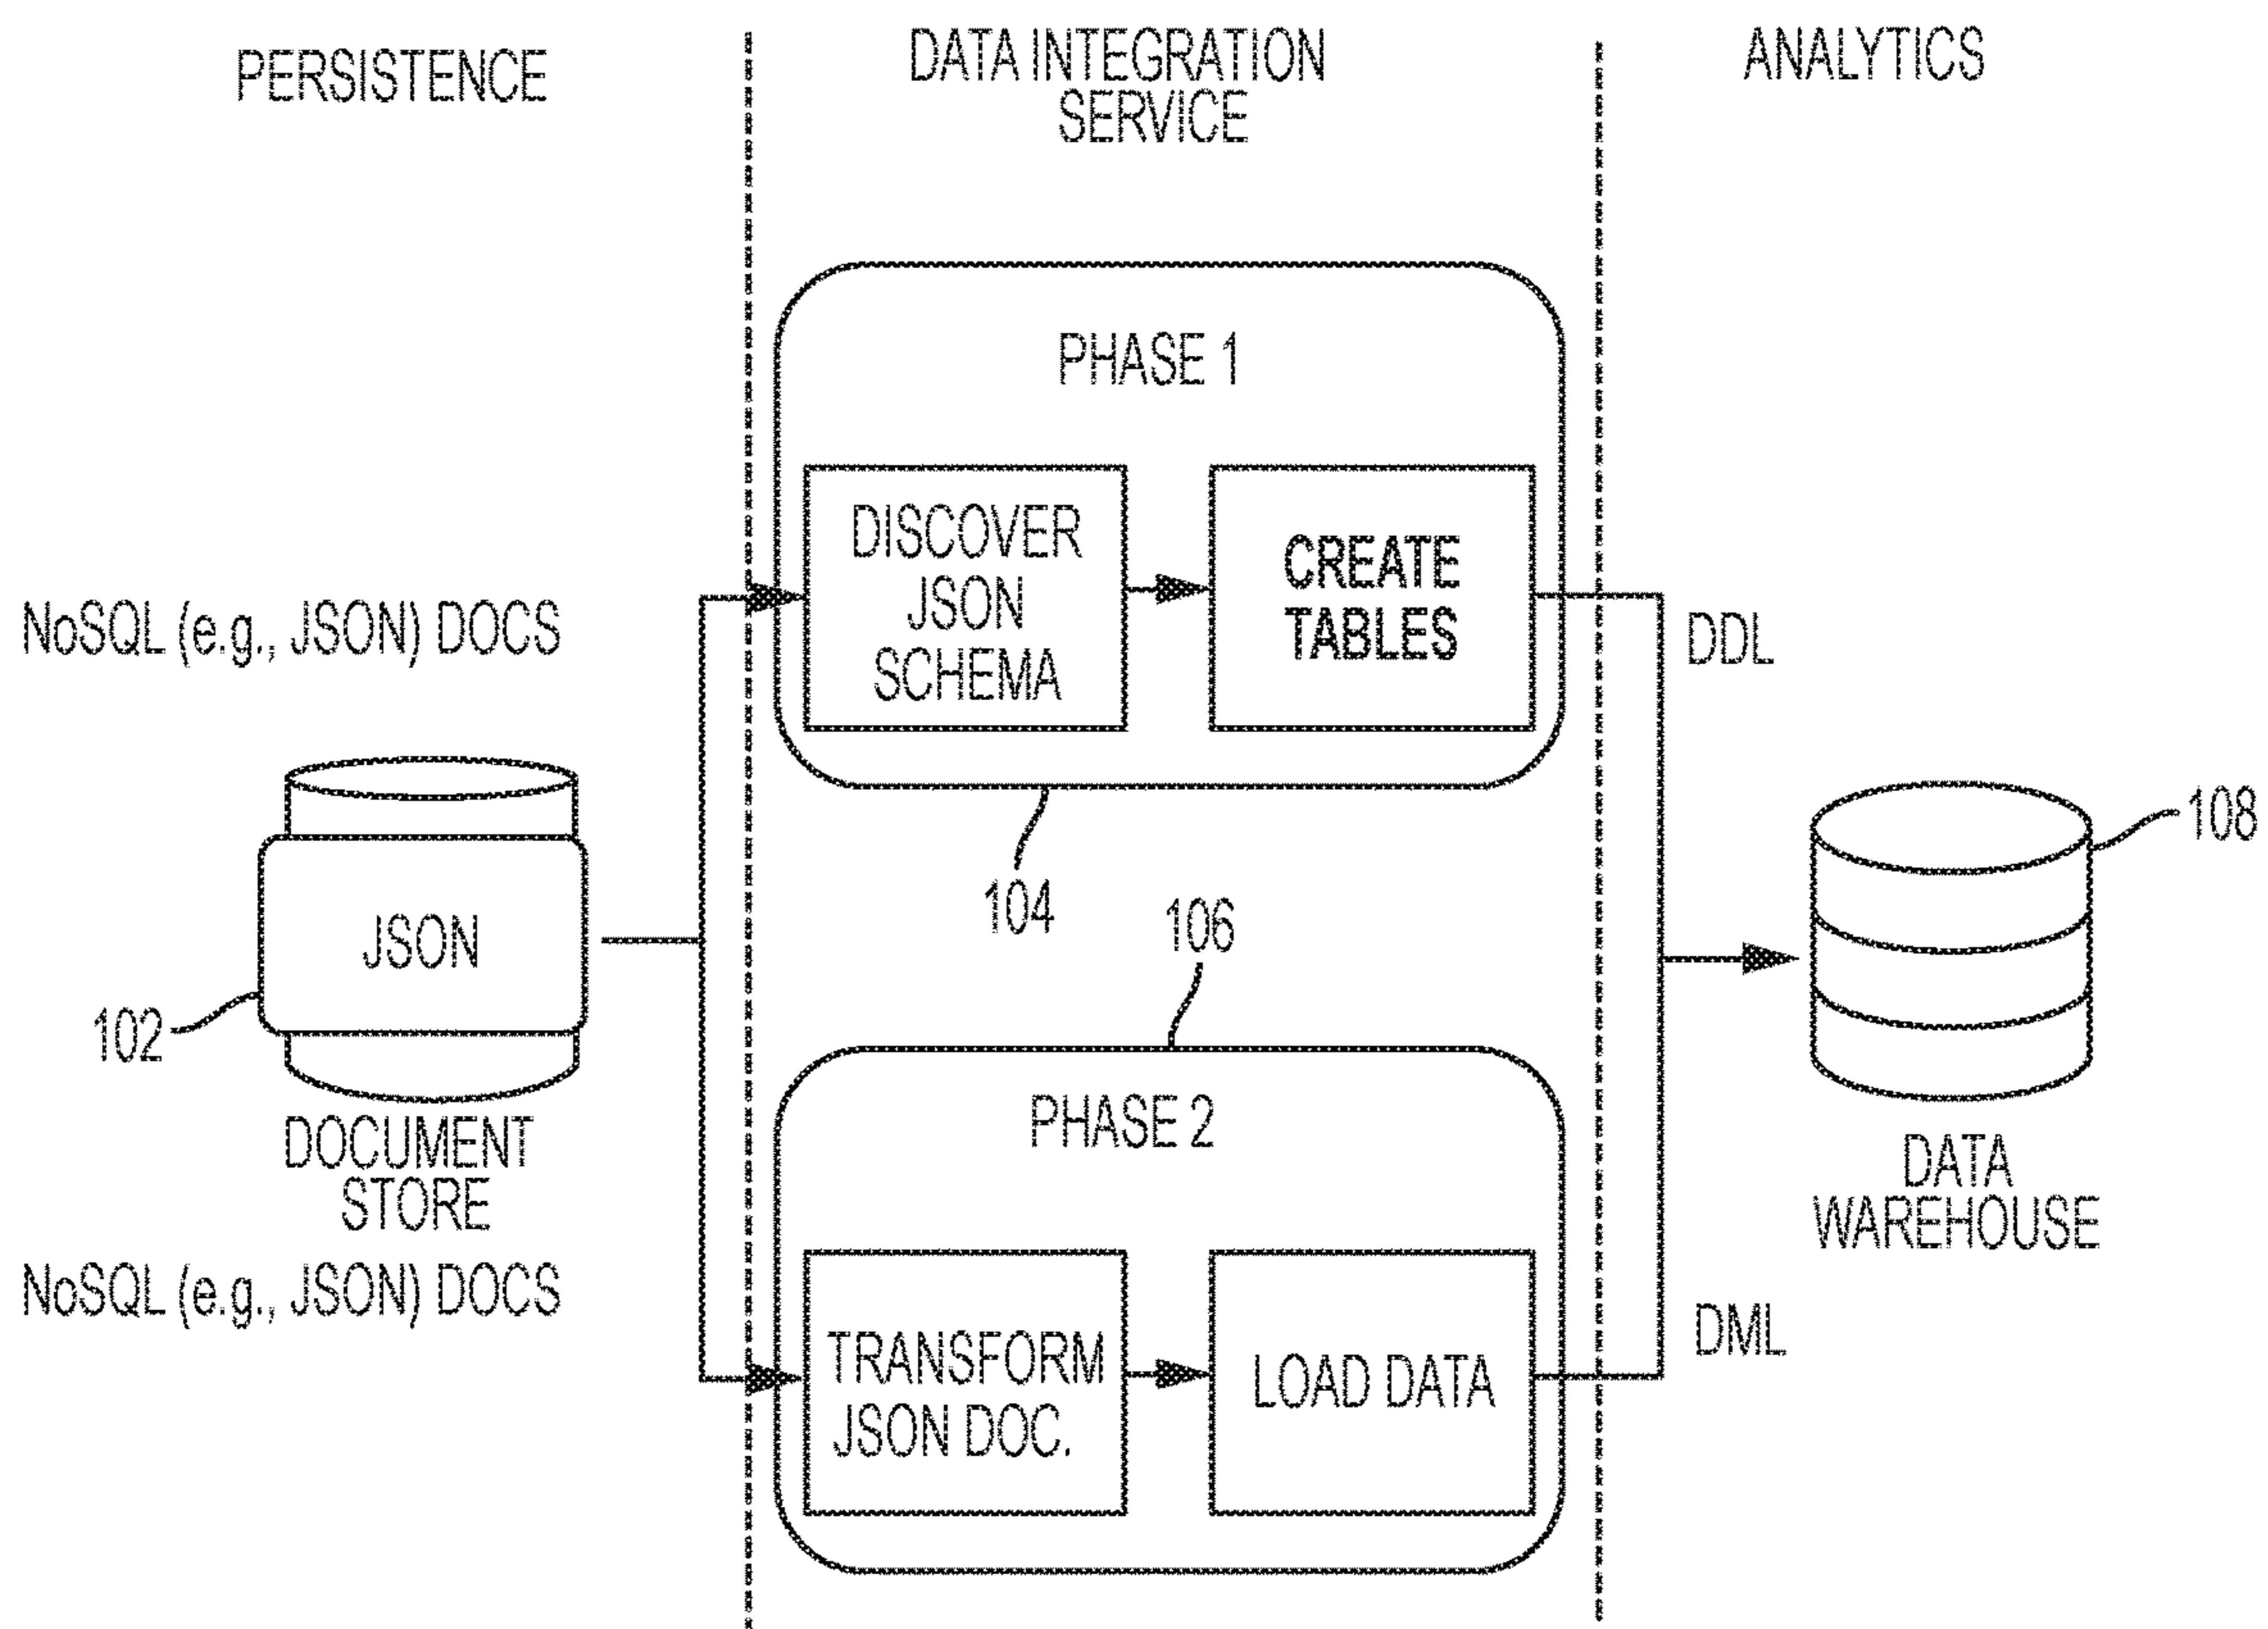 PERSISTENCE
DATA INTEGRATION
SERVICE
ANALYTICS
PHASE 1
DISCOVER
JSON
SCHEMA
CREATE
TABLES
NoSQL (e.g., JSON) DOCS
DDL
JSON
102
DOCUMENT
STORE
NoSQL (e.g., JSON) DOCS
104
106
108
DATA
WAREHOUSE
PHASE 2
TRANSFORM
JSON DOC.
LOAD DATA
DML